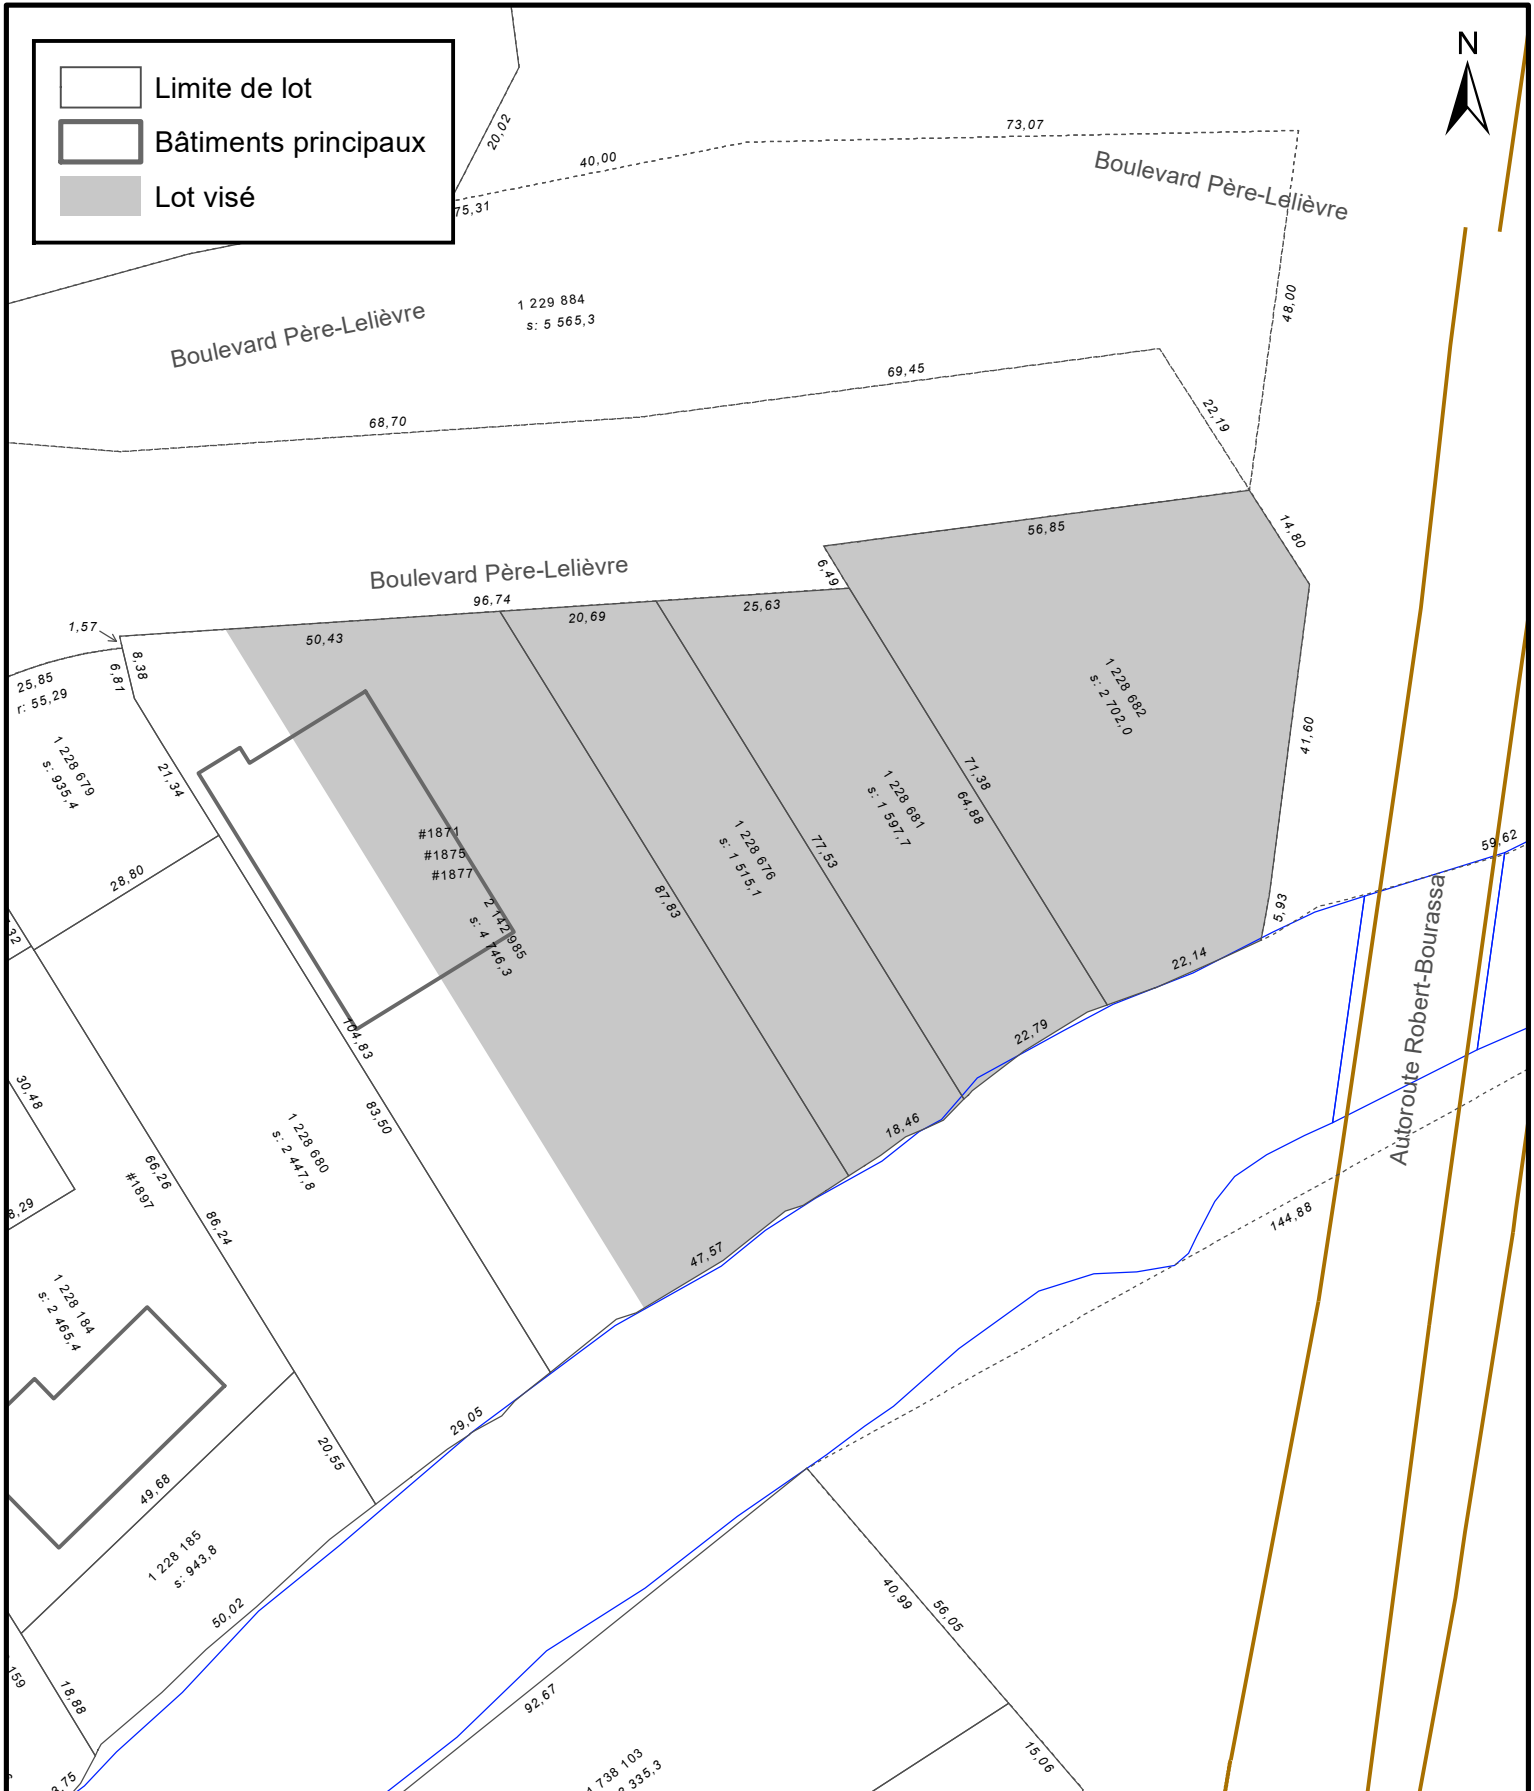 N
Limite de lot
Bâtiments principaux
Lot visé
20,02
40,00
73,07
75,31
Boulevard Père-Lelièvre
48,00
1 229 884
s: 5 565,3
Boulevard Père-Lelièvre
69,45
68,70
22,19
14,80
56,85
Boulevard Père-Lelièvre
96,74
6,49
25,63
20,69
50,43
1,57
8,38
6,81
25,85
r: 55,29
1 228 679
s: 935,4
21,34
1 228 682
s: 2 702,0
41,60
71,38
64,88
1 228 681
s: 1 597,7
77,53
1 228 676
s: 1 515,1
87,83
#1871
#1875
#1877
2 142 985
s: 4 746,3
28,80
59,62
5,93
22,14
22,79
18,46
47,57
Autoroute Robert-Bourassa
104,83
83,50
1 228 680
s: 2 447,8
30,48
66,26
#1897
86,24
144,88
1 228 184
s: 2 465,4
29,05
20,55
49,68
1 228 185
s: 943,8
50,02
18,88
40,99
56,05
92,67
15,06